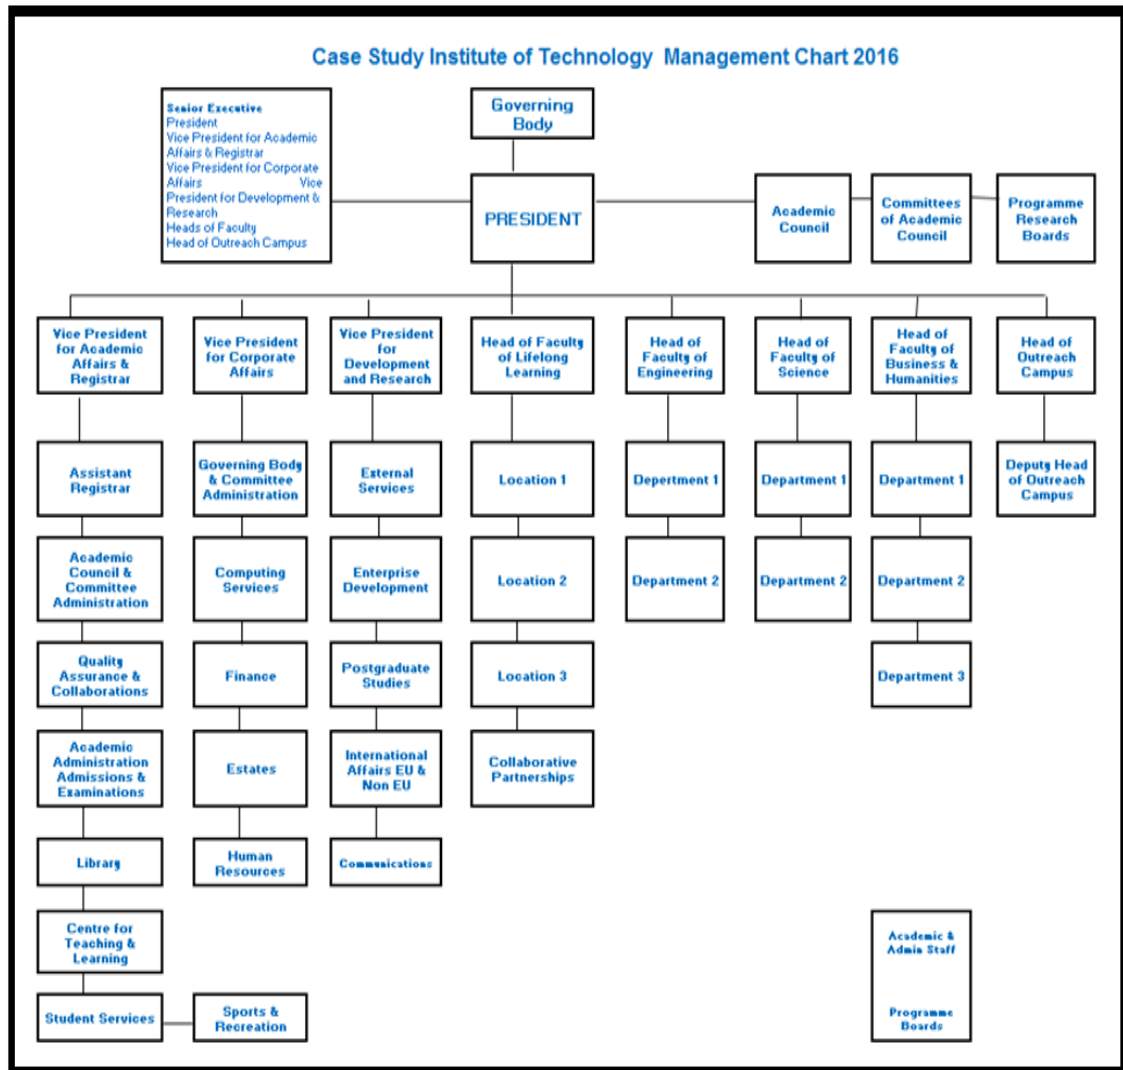 Case Study Institute of Technology Management Chart 2016
Senior Executive
President
Vice President for Academic
Affairs & Registrar
Vice President for Corporate
Affairs Vice
President for Development &
Research
Heads of Faculty
Head of Outreach Campus
Governing
Body
PRESIDENT
Academic
Council
Committees
of Academic
Council
Programme
Research
Boards
Vice President
for Academic
Affairs &
Registrar
Vice President
for Corporate
Affairs
Vice President
for
Development
and Research
Head of Faculty
of Lifelong
Learning
Head of
Faculty of
Engineering
Head of
Faculty of
Science
Head of
Faculty of
Business &
Humanities
Head of
Outreach
Campus
Assistant
Registrar
Governing Body
& Committee
Administration
External
Services
Location 1
Depertment 1
Department 1
Department 1
Deputy Head
of Outreach
Campus
Academic
Council &
Committee
Administration
Computing
Services
Enterprise
Development
Location 2
Department 2
Department 2
Department 2
Quality
Assurance &
Collaborations
Finance
Postgraduate
Studies
Location 3
Department 3
Academic
Administration
Admissions &
Examinations
Estates
International
Affairs EU &
Non EU
Collaborative
Partnerships
Library
Human
Resources
Communications
Centre for
Teaching &
Learning
Academic &
Admin Staff
Programme
Boards
Student Services
Sports &
Recreation